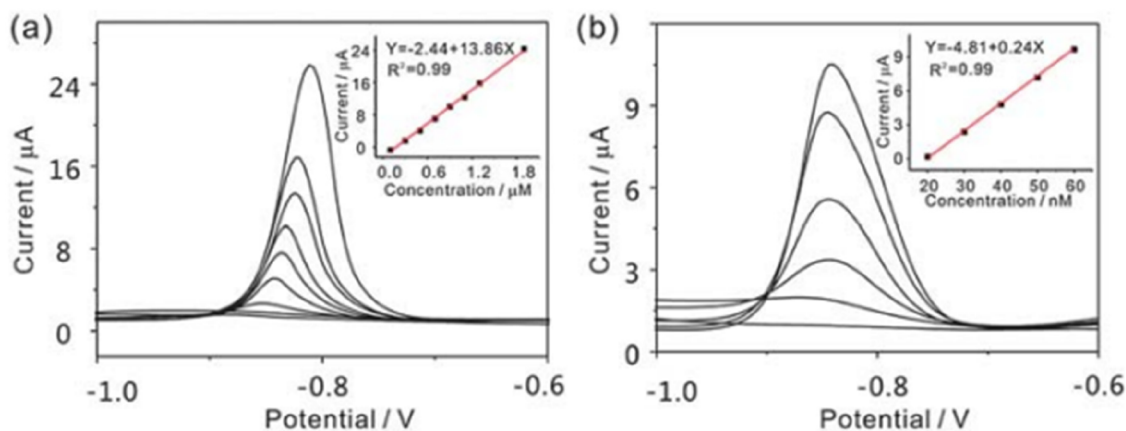 (a)
Current / μA
24
16
8
0
-1.0
-0.8
-0.6
Potential / V
Y=-2.44+13.86X
R²=0.99
Current / μA
24
16
8
0
0.0
0.6
1.2
1.8
Concentration / μM
(b)
Current / μA
9
6
3
0
-1.0
-0.8
-0.6
Potential / V
Y=-4.81+0.24X
R²=0.99
Current / μA
9
6
3
0
20
30
40
50
60
Concentration / nM